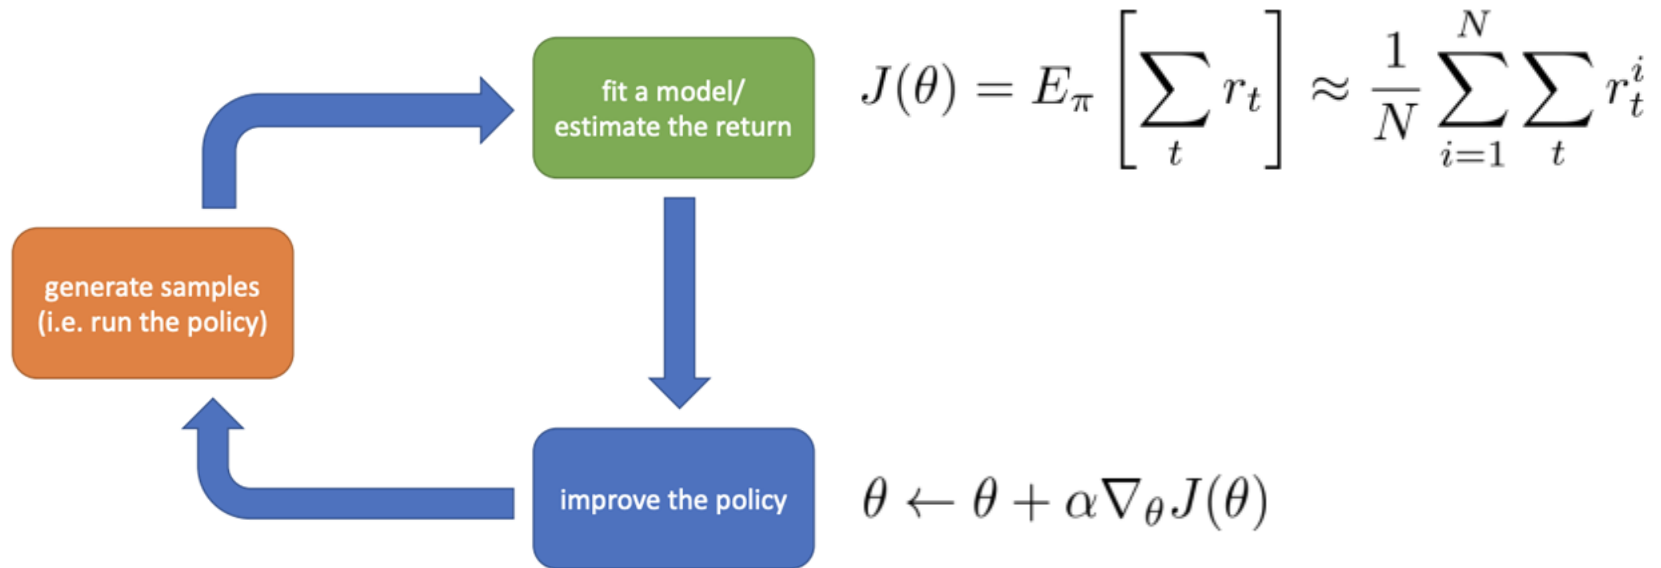 fit a model/
estimate the return
J(θ) = E_π [∑_t r_t] ≈ \frac{1}{N} ∑_{i=1}^{N} ∑_t r_t^i
generate samples
(i.e. run the policy)
improve the policy
θ ← θ + α∇_θ J(θ)